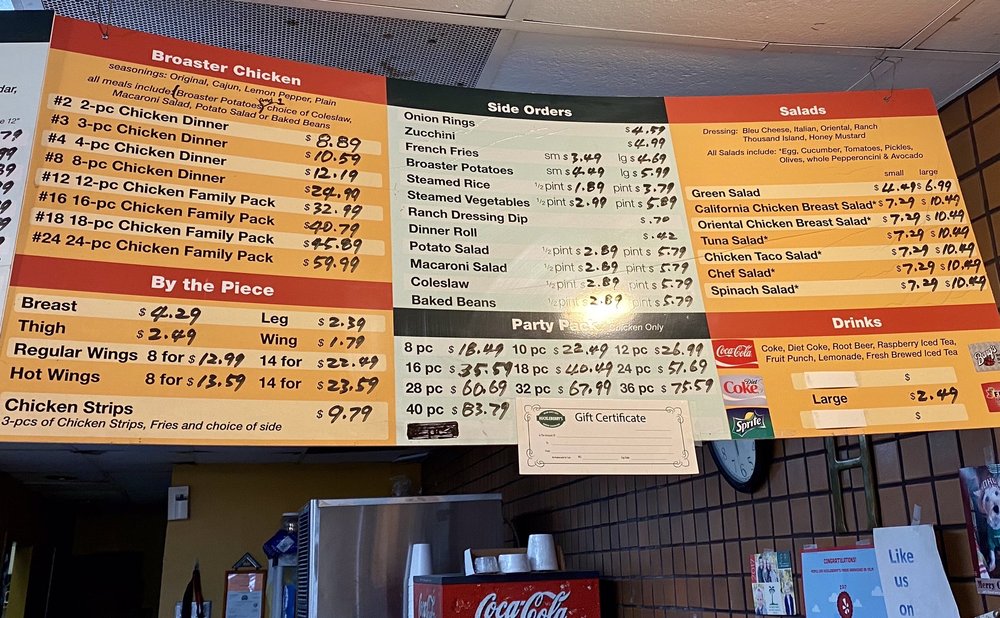 dar,
e 12"
79
99
Broaster Chicken
seasonings: Original, Cajun, Lemon Pepper, Plain
all meals include (Broaster Potatoes) and choice of Coleslaw,
Macaroni Salad, Potato Salad or Baked Beans
#2 2-pc Chicken Dinner $ 8.89
#3 3-pc Chicken Dinner $ 10.59
#4 4-pc Chicken Dinner $ 12.19
#8 8-pc Chicken Dinner $ 24.99
#12 12-pc Chicken Family Pack $ 32.99
#16 16-pc Chicken Family Pack $ 40.79
#18 18-pc Chicken Family Pack $ 45.89
#24 24-pc Chicken Family Pack $ 59.99
By the Piece
Breast $ 4.29 Leg $ 2.39
Thigh $ 2.49 Wing $ 1.79
Regular Wings 8 for $ 12.99 14 for $ 22.49
Hot Wings 8 for $ 13.59 14 for $ 23.59
Chicken Strips $ 9.79
3-pcs of Chicken Strips, Fries and choice of side
Side Orders
Onion Rings $ 4.59
Zucchini $ 4.99
French Fries sm $ 3.49 lg $ 4.69
Broaster Potatoes sm $ 4.49 lg $ 5.99
Steamed Rice ½ pint $ 1.89 pint $ 3.79
Steamed Vegetables ½ pint $ 2.99 pint $ 5.89
Ranch Dressing Dip $ .70
Dinner Roll $ .42
Potato Salad ½ pint $ 2.89 pint $ 5.79
Macaroni Salad ½ pint $ 2.89 pint $ 5.79
Coleslaw ½ pint $ 2.89 pint $ 5.79
Baked Beans ½ pint $ 2.89 pint $ 5.79
Party Pack Chicken Only
8 pc $ 18.49 10 pc $ 22.49 12 pc $ 26.99
16 pc $ 35.59 18 pc $ 40.49 24 pc $ 51.69
28 pc $ 60.69 32 pc $ 67.99 36 pc $ 75.59
40 pc $ 83.79
Gift Certificate
Salads
Dressing: Bleu Cheese, Italian, Oriental, Ranch
Thousand Island, Honey Mustard
All Salads include: *Egg, Cucumber, Tomatoes, Pickles,
Olives, whole Pepperoncini & Avocado
small large
Green Salad $ 4.49 $ 6.99
California Chicken Breast Salad* $ 7.29 $ 10.49
Oriental Chicken Breast Salad* $ 7.29 $ 10.49
Tuna Salad* $ 7.29 $ 10.49
Chicken Taco Salad* $ 7.29 $ 10.49
Chef Salad* $ 7.29 $ 10.49
Spinach Salad* $ 7.29 $ 10.49
Drinks
Coca-Cola
Diet Coke
Sprite
Coke, Diet Coke, Root Beer, Raspberry Iced Tea,
Fruit Punch, Lemonade, Fresh Brewed Iced Tea
$
Large $ 2.49
$
Coca-Cola
CONGRATULATIONS!
Like
us
on